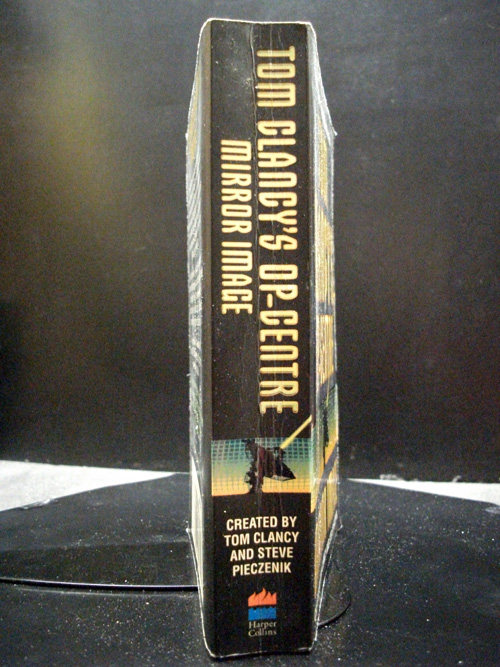 TOM CLANCY'S OP-CENTRE
MIRROR IMAGE
CREATED BY
TOM CLANCY
AND STEVE
PIECZENIK
Harper
Collins